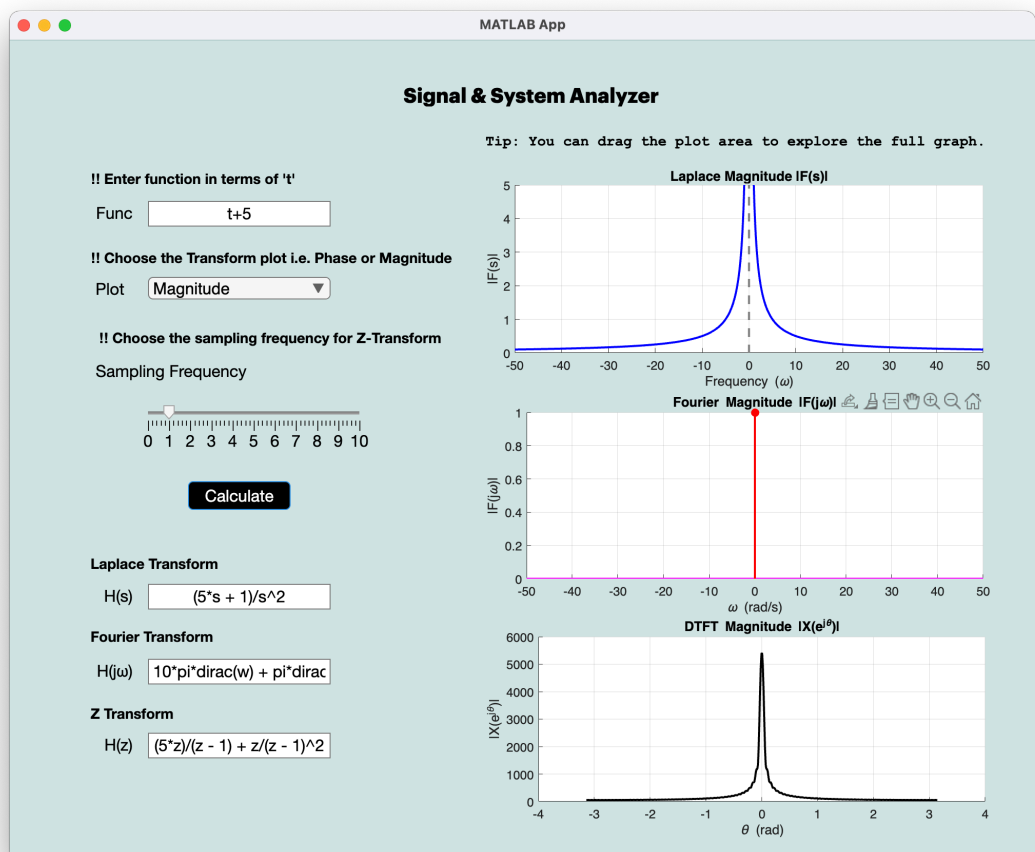 MATLAB App
Signal & System Analyzer
Tip: You can drag the plot area to explore the full graph.
!! Enter function in terms of 't'
Func t+5
!! Choose the Transform plot i.e. Phase or Magnitude
Plot Magnitude
!! Choose the sampling frequency for Z-Transform
Sampling Frequency
0 1 2 3 4 5 6 7 8 9 10
Calculate
Laplace Transform
H(s) (5*s + 1)/s^2
Fourier Transform
H(jω) 10*pi*dirac(w) + pi*dirac
Z Transform
H(z) (5*z)/(z - 1) + z/(z - 1)^2
Laplace Magnitude |F(s)|
|F(s)|
5
4
3
2
1
0
-50 -40 -30 -20 -10 0 10 20 30 40 50
Frequency (ω)
Fourier Magnitude |F(jω)|
|F(jω)|
1
0.8
0.6
0.4
0.2
0
-50 -40 -30 -20 -10 0 10 20 30 40 50
ω (rad/s)
DTFT Magnitude |X(e^jθ)|
|X(e^jθ)|
6000
5000
4000
3000
2000
1000
0
-4 -3 -2 -1 0 1 2 3 4
θ (rad)